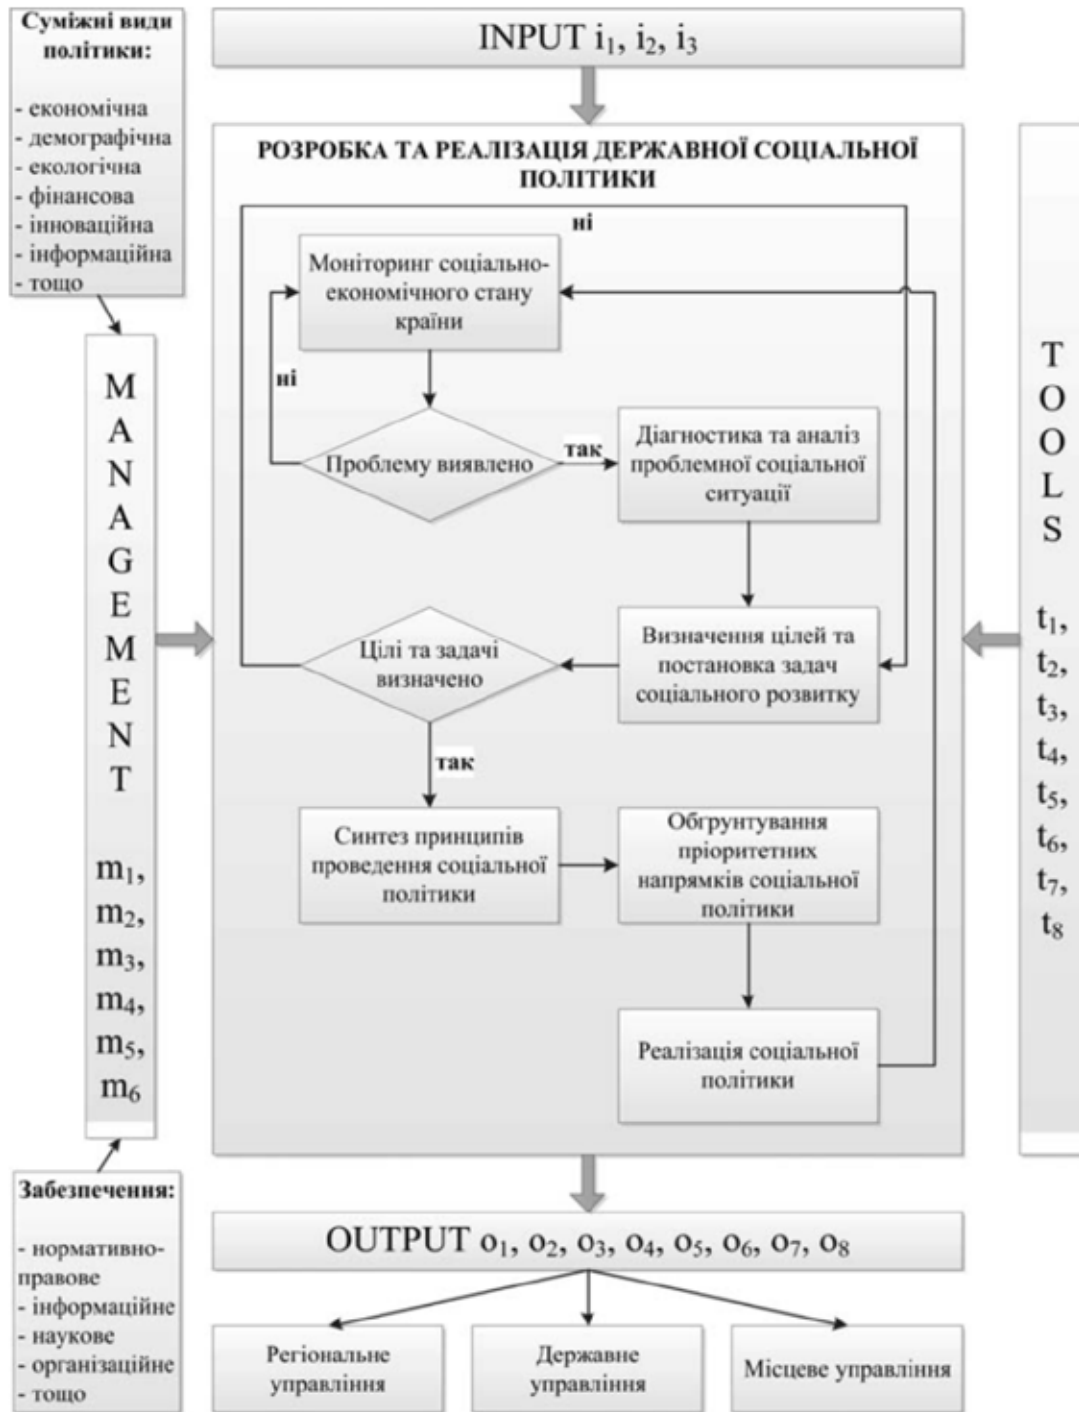 Суміжні види
політики:
- економічна
- демографічна
- екологічна
- фінансова
- інноваційна
- інформаційна
- тощо
INPUT i₁, i₂, i₃
РОЗРОБКА ТА РЕАЛІЗАЦІЯ ДЕРЖАВНОЇ СОЦІАЛЬНОЇ
ПОЛІТИКИ
ні
Моніторинг соціально-
економічного стану
країни
ні
Проблему виявлено
так
Діагностика та аналіз
проблемної соціальної
ситуації
Визначення цілей та
постановка задач
соціального розвитку
Цілі та задачі
визначено
так
Синтез принципів
проведення соціальної
політики
Обґрунтування
пріоритетних
напрямків соціальної
політики
Реалізація соціальної
політики
M
A
N
A
G
E
M
E
N
T
m₁,
m₂,
m₃,
m₄,
m₅,
m₆
T
O
O
L
S
t₁,
t₂,
t₃,
t₄,
t₅,
t₆,
t₇,
t₈
Забезпечення:
- нормативно-
правове
- інформаційне
- наукове
- організаційне
- тощо
OUTPUT o₁, o₂, o₃, o₄, o₅, o₆, o₇, o₈
Регіональне
управління
Державне
управління
Місцеве управління